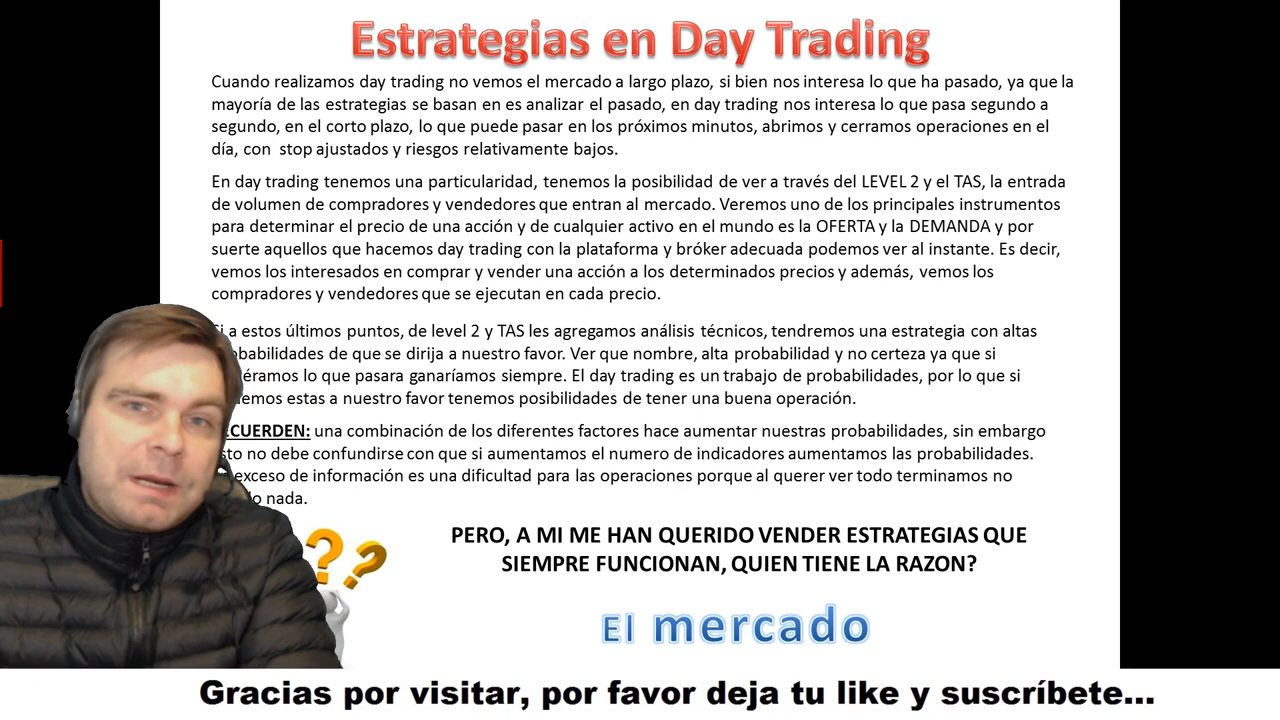 Estrategias en Day Trading
Cuando realizamos day trading no vemos el mercado a largo plazo, si bien nos interesa lo que ha pasado, ya que la
mayoría de las estrategias se basan en es analizar el pasado, en day trading nos interesa lo que pasa segundo a
segundo, en el corto plazo, lo que puede pasar en los próximos minutos, abrimos y cerramos operaciones en el
día, con stop ajustados y riesgos relativamente bajos.
En day trading tenemos una particularidad, tenemos la posibilidad de ver a través del LEVEL 2 y el TAS, la entrada
de volumen de compradores y vendedores que entran al mercado. Veremos uno de los principales instrumentos
para determinar el precio de una acción y de cualquier activo en el mundo es la OFERTA y la DEMANDA y por
suerte aquellos que hacemos day trading con la plataforma y bróker adecuada podemos ver al instante. Es decir,
vemos los interesados en comprar y vender una acción a los determinados precios y además, vemos los
compradores y vendedores que se ejecutan en cada precio.
a estos últimos puntos, de level 2 y TAS les agregamos análisis técnicos, tendremos una estrategia con altas
de que se dirija a nuestro favor. Ver que nombre, alta probabilidad y no certeza ya que si
lo que pasara ganaríamos siempre. El day trading es un trabajo de probabilidades, por lo que si
estas a nuestro favor tenemos posibilidades de tener una buena operación.
CUERDEN: una combinación de los diferentes factores hace aumentar nuestras probabilidades, sin embargo
no debe confundirse con que si aumentamos el numero de indicadores aumentamos las probabilidades.
exceso de información es una dificultad para las operaciones porque al querer ver todo terminamos no
nada.
??
PERO, A MI ME HAN QUERIDO VENDER ESTRATEGIAS QUE
SIEMPRE FUNCIONAN, QUIEN TIENE LA RAZON?
El mercado
Gracias por visitar, por favor deja tu like y suscríbete...